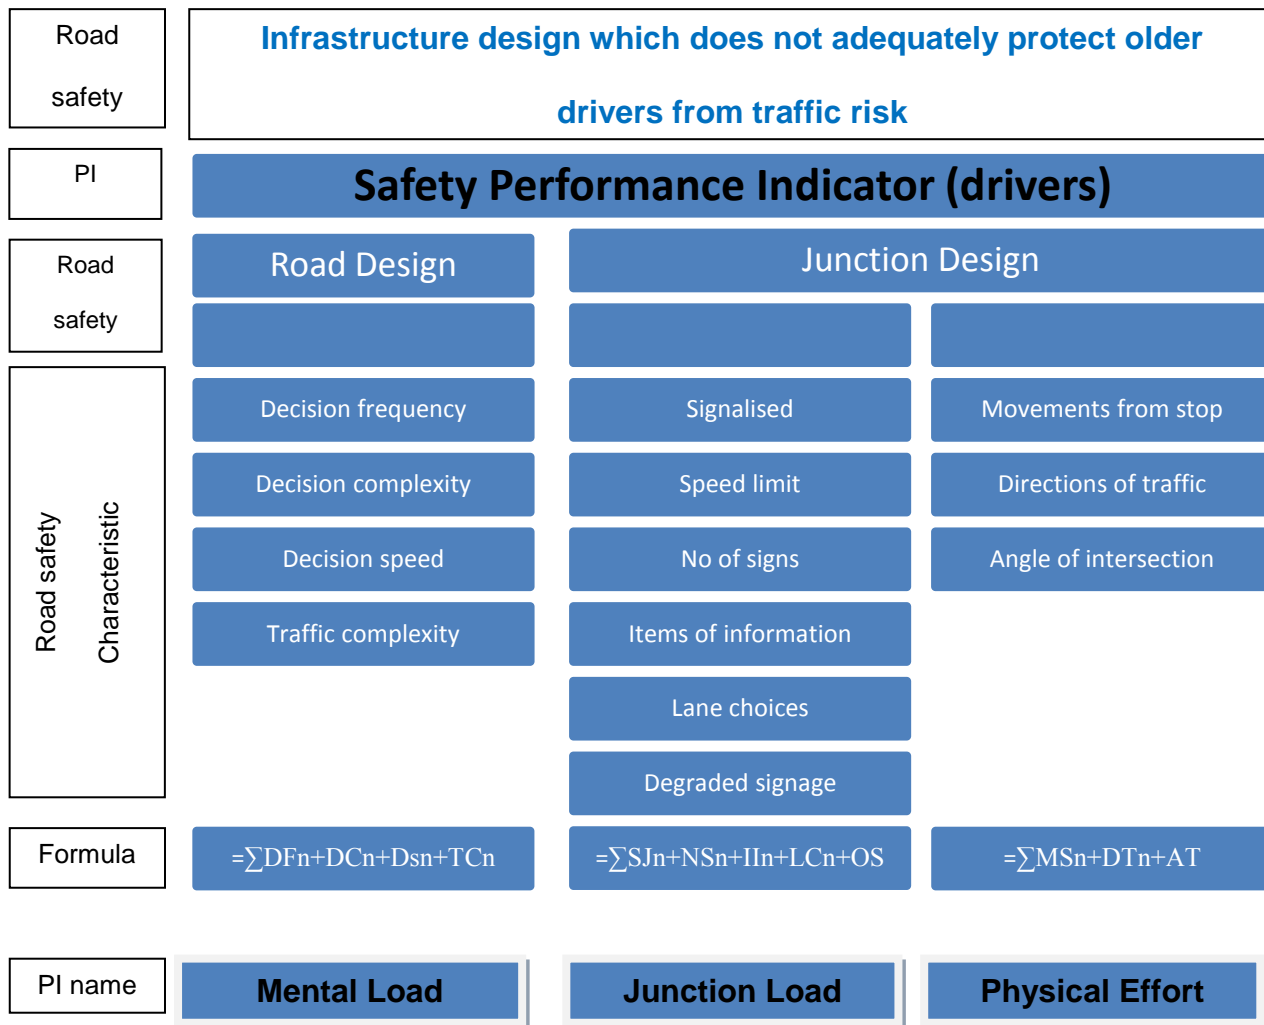 Road
safety
Infrastructure design which does not adequately protect older
drivers from traffic risk
PI
Safety Performance Indicator (drivers)
Road
safety
Road Design
Junction Design
Road safety
Characteristic
Decision frequency
Signalised
Movements from stop
Decision complexity
Speed limit
Directions of traffic
Decision speed
No of signs
Angle of intersection
Traffic complexity
Items of information
Lane choices
Degraded signage
Formula
=∑DFn+DCn+Dsn+TCn
=∑SJn+NSn+IIn+LCn+OS
=∑MSn+DTn+AT
PI name
Mental Load
Junction Load
Physical Effort